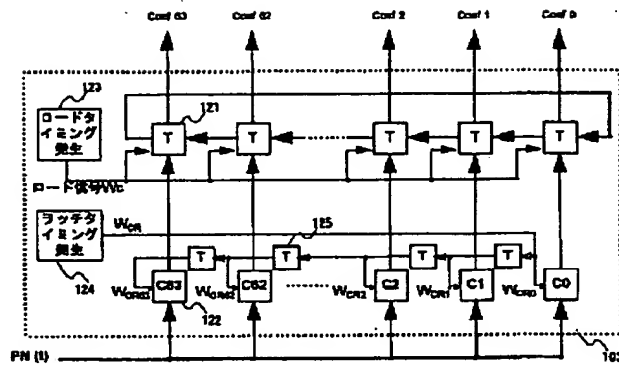 Coef 63 Coef 62 Coef 2 Coef 1 Coef 0
123
121
ロードタ
イミング
発生
T T T T T
ロード信号Wc
ラッチタ
イミング
発生
WCR
125
T T T T
124
C63 C62 C2 C1 C0
WCR63 WCR62 WCR2 WCR1 WCR0
122
PN (t)